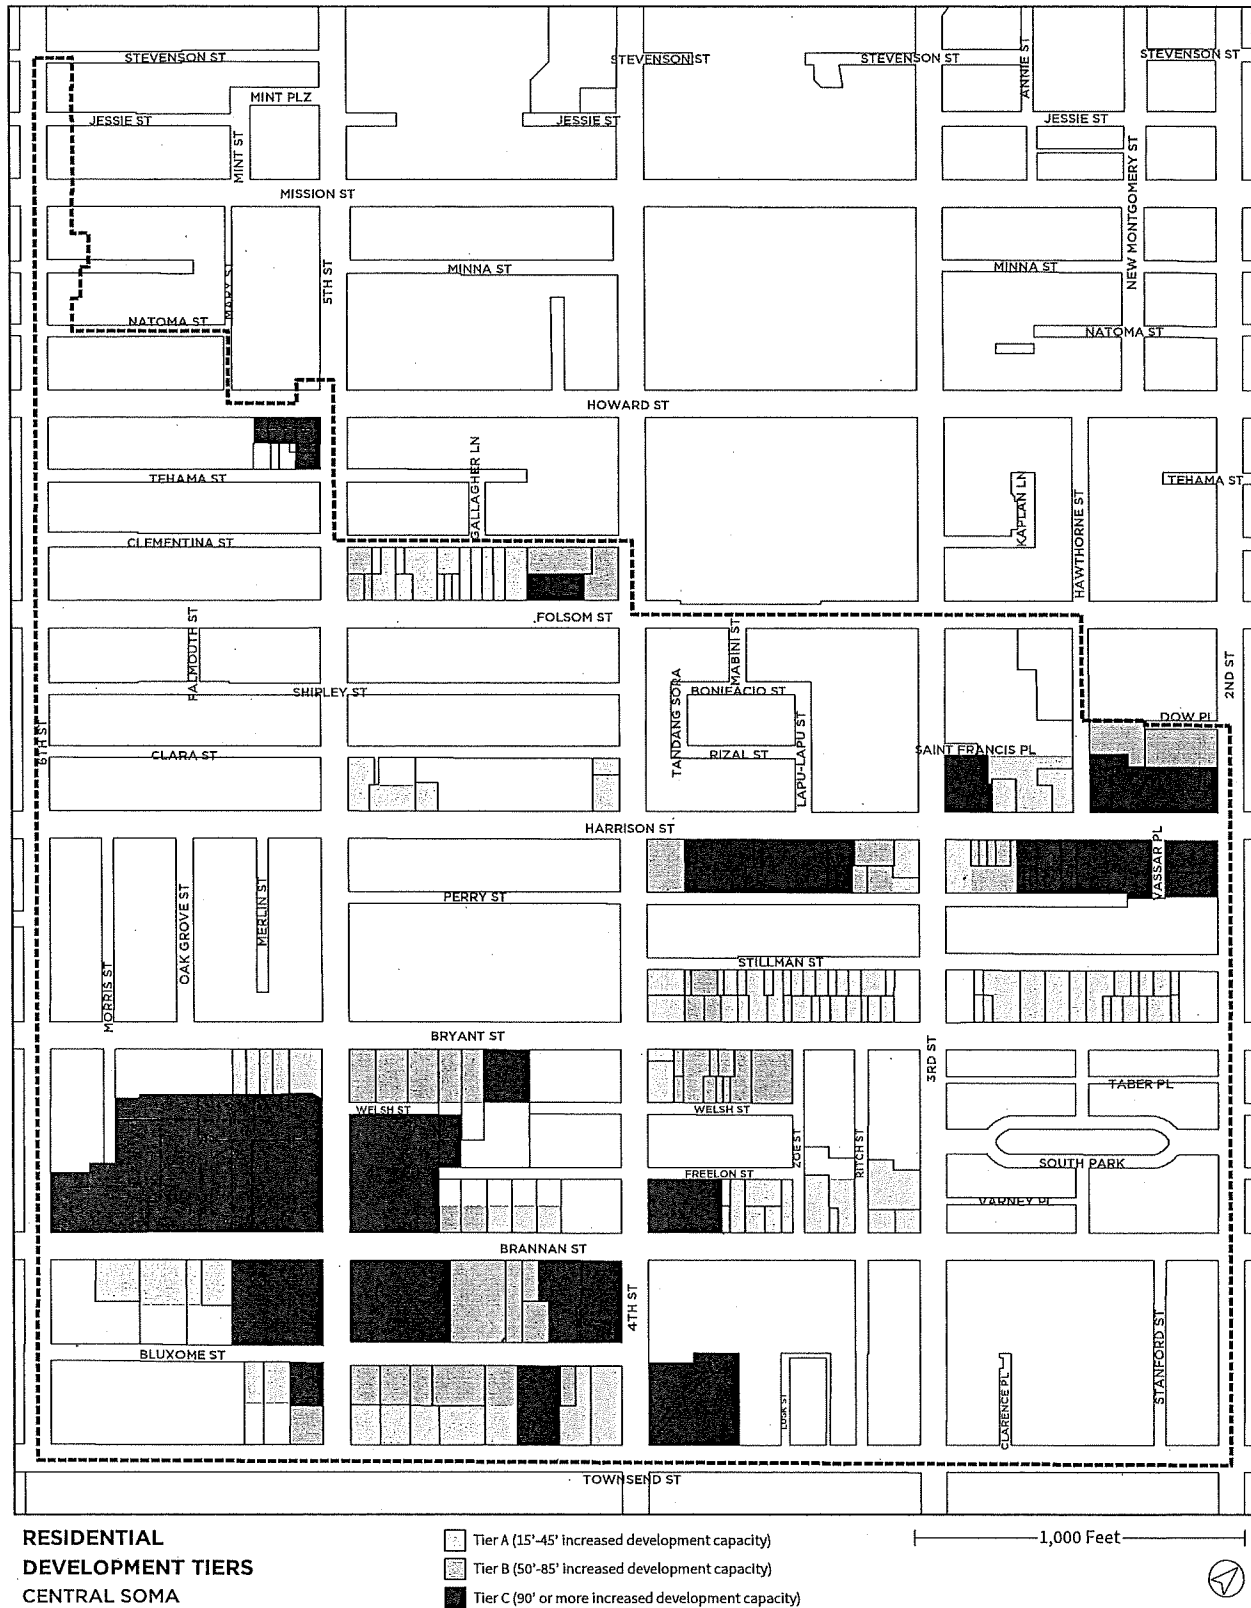 STEVENSON ST
STEVENSON ST
STEVENSON ST
STEVENSON ST
ANNIE ST
MINT PLZ
JESSIE ST
JESSIE ST
JESSIE ST
MINT ST
NEW MONTGOMERY ST
MISSION ST
MINNA ST
MINNA ST
MARY ST
5TH ST
NATOMA ST
NATOMA ST
HOWARD ST
TEHAMA ST
TEHAMA ST
GALLAGHER LN
KAPLAN LN
HAWTHORNE ST
CLEMENTINA ST
FOLSOM ST
FALMOUTH ST
MABINI ST
TANDANG SORA
BONIFACIO ST
SHIPLEY ST
2ND ST
DOW PL
6TH ST
CLARA ST
RIZAL ST
LAPU-LAPU ST
SAINT FRANCIS PL
HARRISON ST
VASSAR PL
OAK GROVE ST
MERLIN ST
PERRY ST
STILLMAN ST
MORRIS ST
BRYANT ST
3RD ST
TABER PL
WELSH ST
WELSH ST
ZOE ST
RITCH ST
SOUTH PARK
FREELON ST
VARNEY PL
BRANNAN ST
4TH ST
BLUXOME ST
LUSK ST
CLARENCE PL
STANFORD ST
TOWNSEND ST
RESIDENTIAL
DEVELOPMENT TIERS
CENTRAL SOMA
Tier A (15'-45' increased development capacity)
Tier B (50'-85' increased development capacity)
Tier C (90' or more increased development capacity)
1,000 Feet